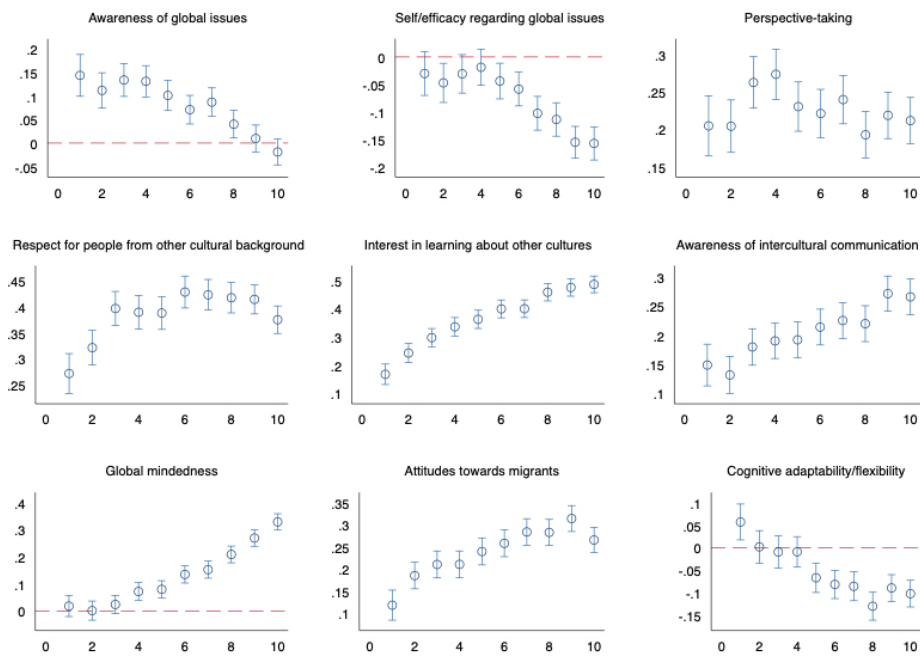 Awareness of global issues
.2
.15
.1
.05
0
-.05
0 2 4 6 8 10
Self/efficacy regarding global issues
0
-.05
-.1
-.15
-.2
0 2 4 6 8 10
Perspective-taking
.3
.25
.2
.15
0 2 4 6 8 10
Respect for people from other cultural background
.45
.4
.35
.3
.25
0 2 4 6 8 10
Interest in learning about other cultures
.5
.4
.3
.2
.1
0 2 4 6 8 10
Awareness of intercultural communication
.3
.25
.2
.15
.1
0 2 4 6 8 10
Global mindedness
.4
.3
.2
.1
0
0 2 4 6 8 10
Attitudes towards migrants
.35
.3
.25
.2
.15
.1
0 2 4 6 8 10
Cognitive adaptability/flexibility
.1
.05
0
-.05
-.1
-.15
0 2 4 6 8 10